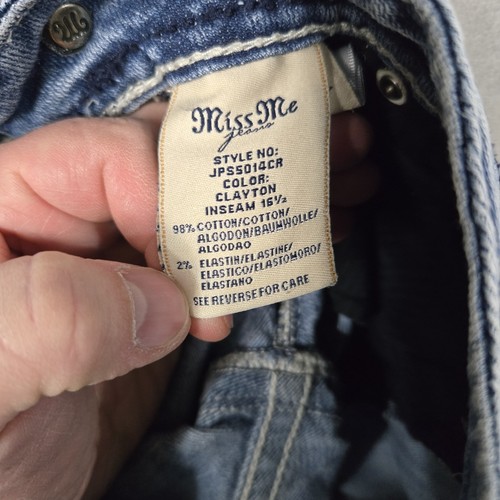 Miss Me
jeans
STYLE NO:
JPS5014CR
COLOR:
CLAYTON
INSEAM 15½
98% COTTON/COTTON/
ALGODON/BAUMWOLLE/
ALGODAO
2% ELASTIN/ELASTINE/
ELASTICO/ELASTOMORO/
ELASTANO
SEE REVERSE FOR CARE